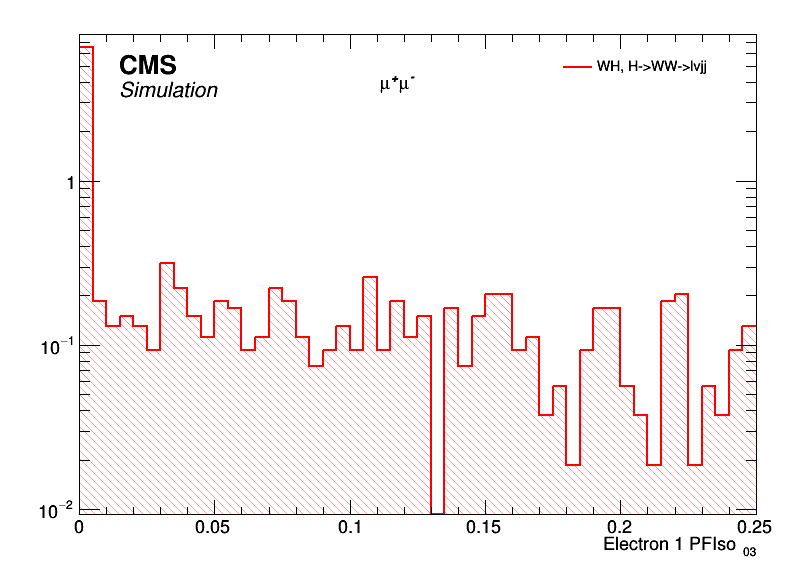 CMS
Simulation
μ⁺μ⁻
WH, H->WW->lvjj
1
10⁻¹
10⁻²
0 0.05 0.1 0.15 0.2 0.25
Electron 1 PFIso ₀₃